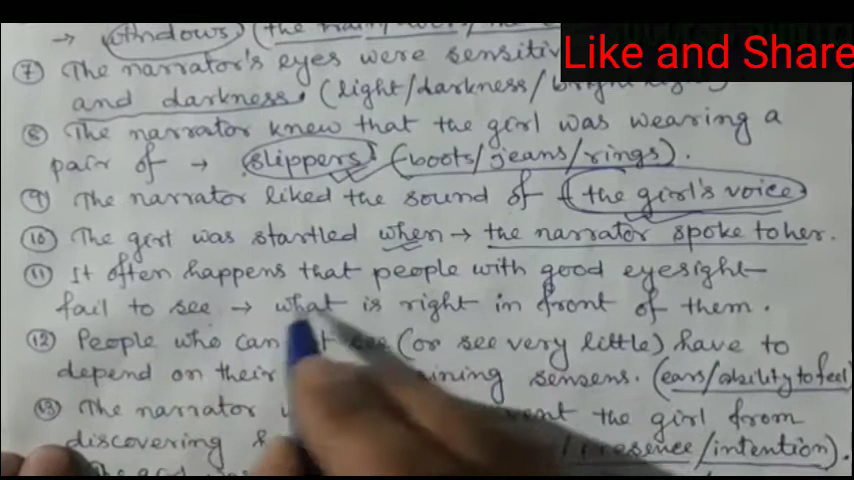 → windows (the
Like and Share
⑦ The narrator's eyes were sensitiv
and darkness. (light/darkness/
⑧ The narrator knew that the girl was wearing a
pair of → slippers (boots/jeans/rings).
⑨ The narrator liked the sound of (the girl's voice
⑩ The girl was startled when → the narrator spoke to her.
⑪ It often happens that people with good eyesight
fail to see → what is right in front of them.
⑫ People who can (or see very little) have to
depend on their aining sensens. (ears/ability to feel
⑬ The narrator the girl from
discovering /presence/intention).